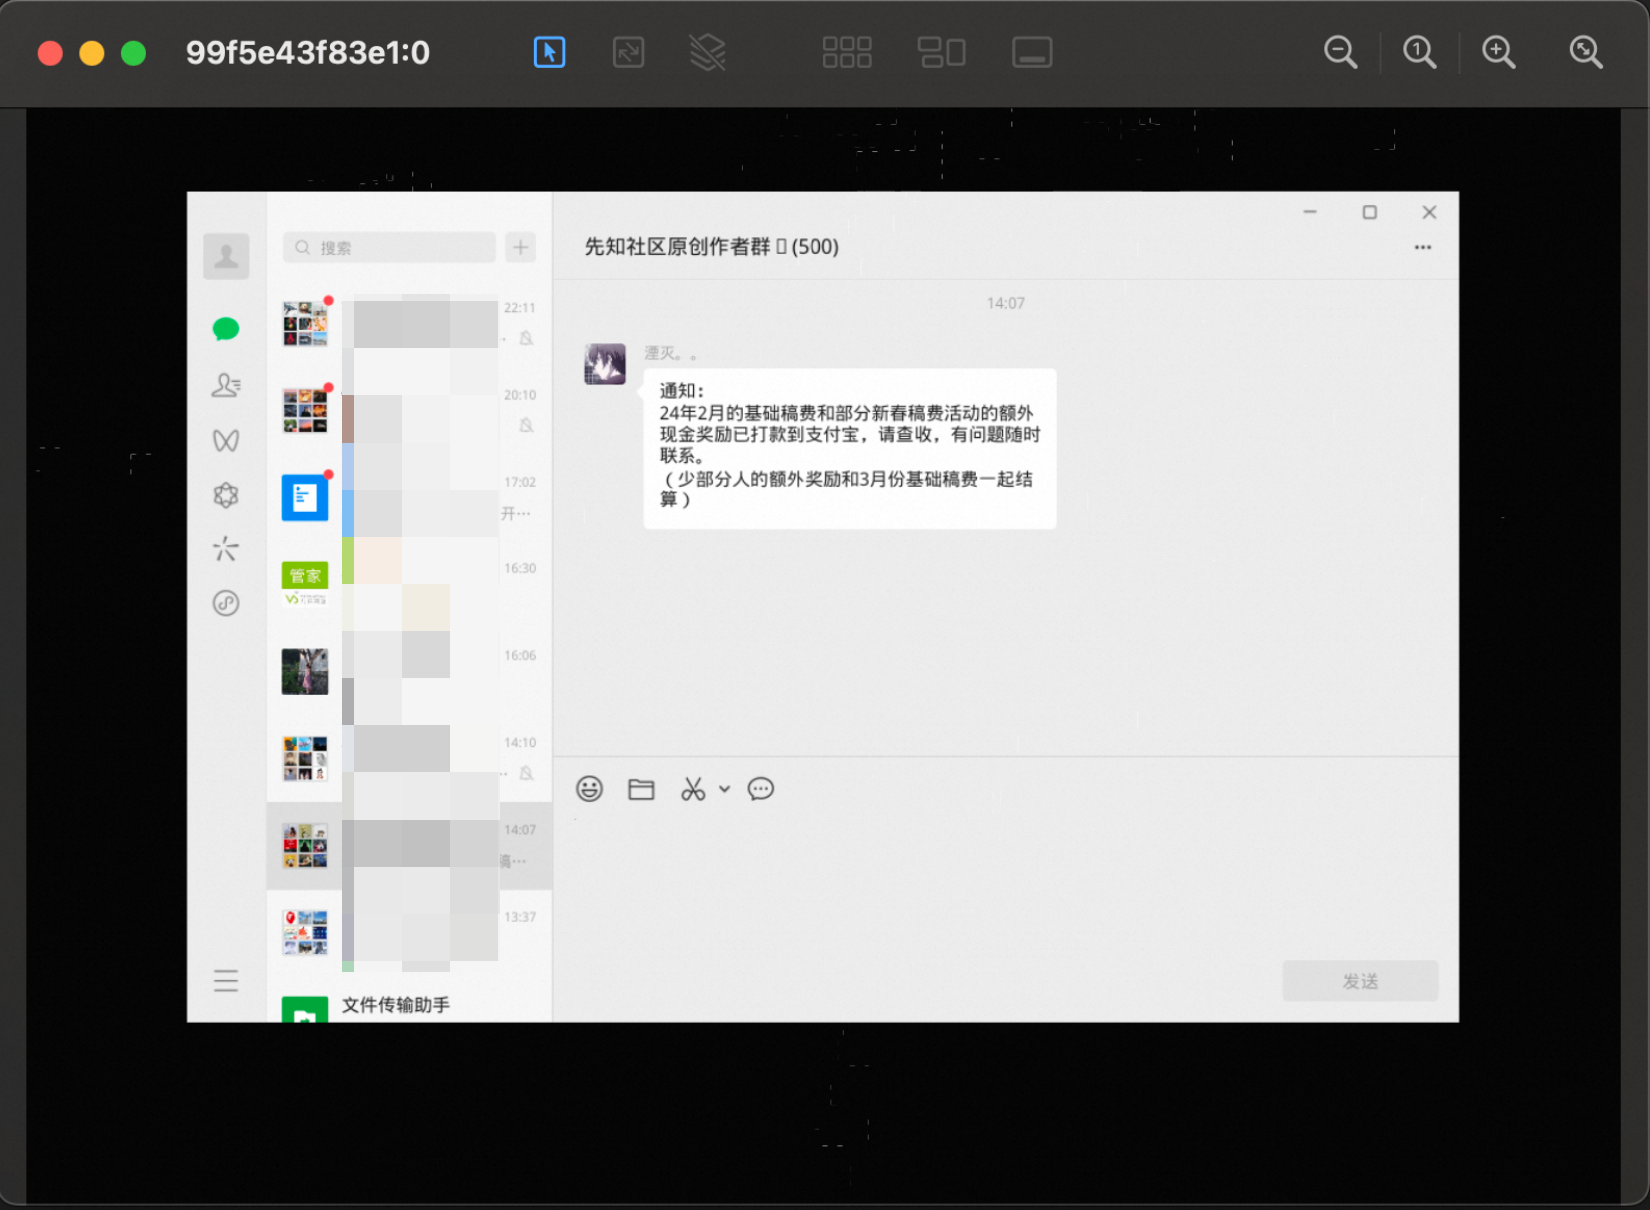 99f5e43f83e1:0
搜索
22:11
20:10
17:02
开…
16:30
管家
16:06
14:10
14:07
稿…
13:37
文件传输助手
先知社区原创作者群 (500)
14:07
湮灭。。
通知：
24年2月的基础稿费和部分新春稿费活动的额外
现金奖励已打款到支付宝，请查收，有问题随时
联系。
（少部分人的额外奖励和3月份基础稿费一起结
算）
发送